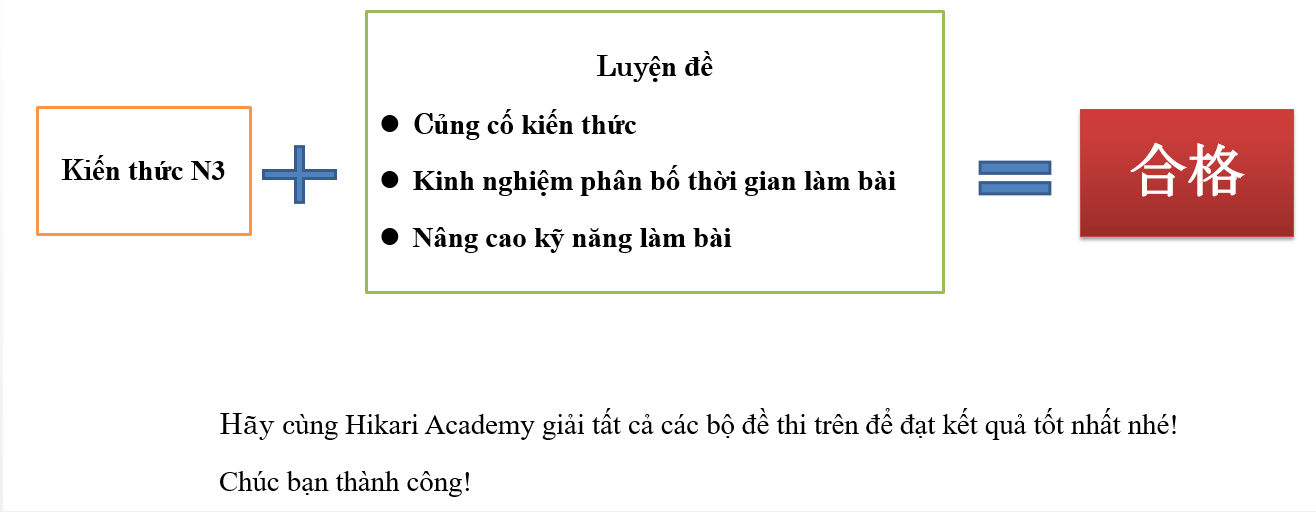 Kiến thức N3
Luyện đề
● Củng cố kiến thức
● Kinh nghiệm phân bố thời gian làm bài
● Nâng cao kỹ năng làm bài
合格
Hãy cùng Hikari Academy giải tất cả các bộ đề thi trên để đạt kết quả tốt nhất nhé!
Chúc bạn thành công!